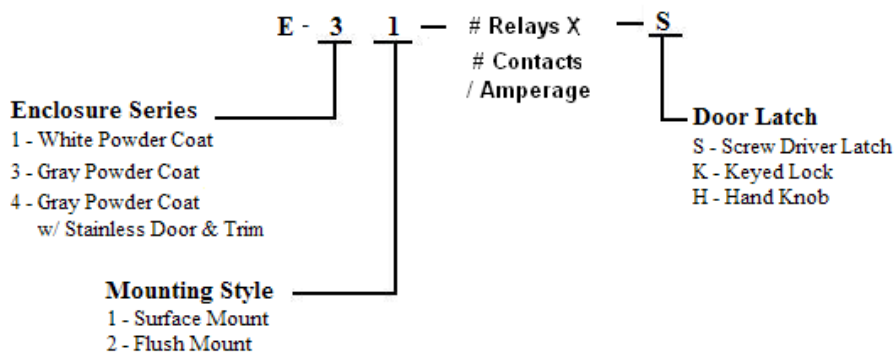 E - 3 1 — # Relays X — S
# Contacts
/ Amperage
Enclosure Series
1 - White Powder Coat
3 - Gray Powder Coat
4 - Gray Powder Coat
w/ Stainless Door & Trim
Door Latch
S - Screw Driver Latch
K - Keyed Lock
H - Hand Knob
Mounting Style
1 - Surface Mount
2 - Flush Mount